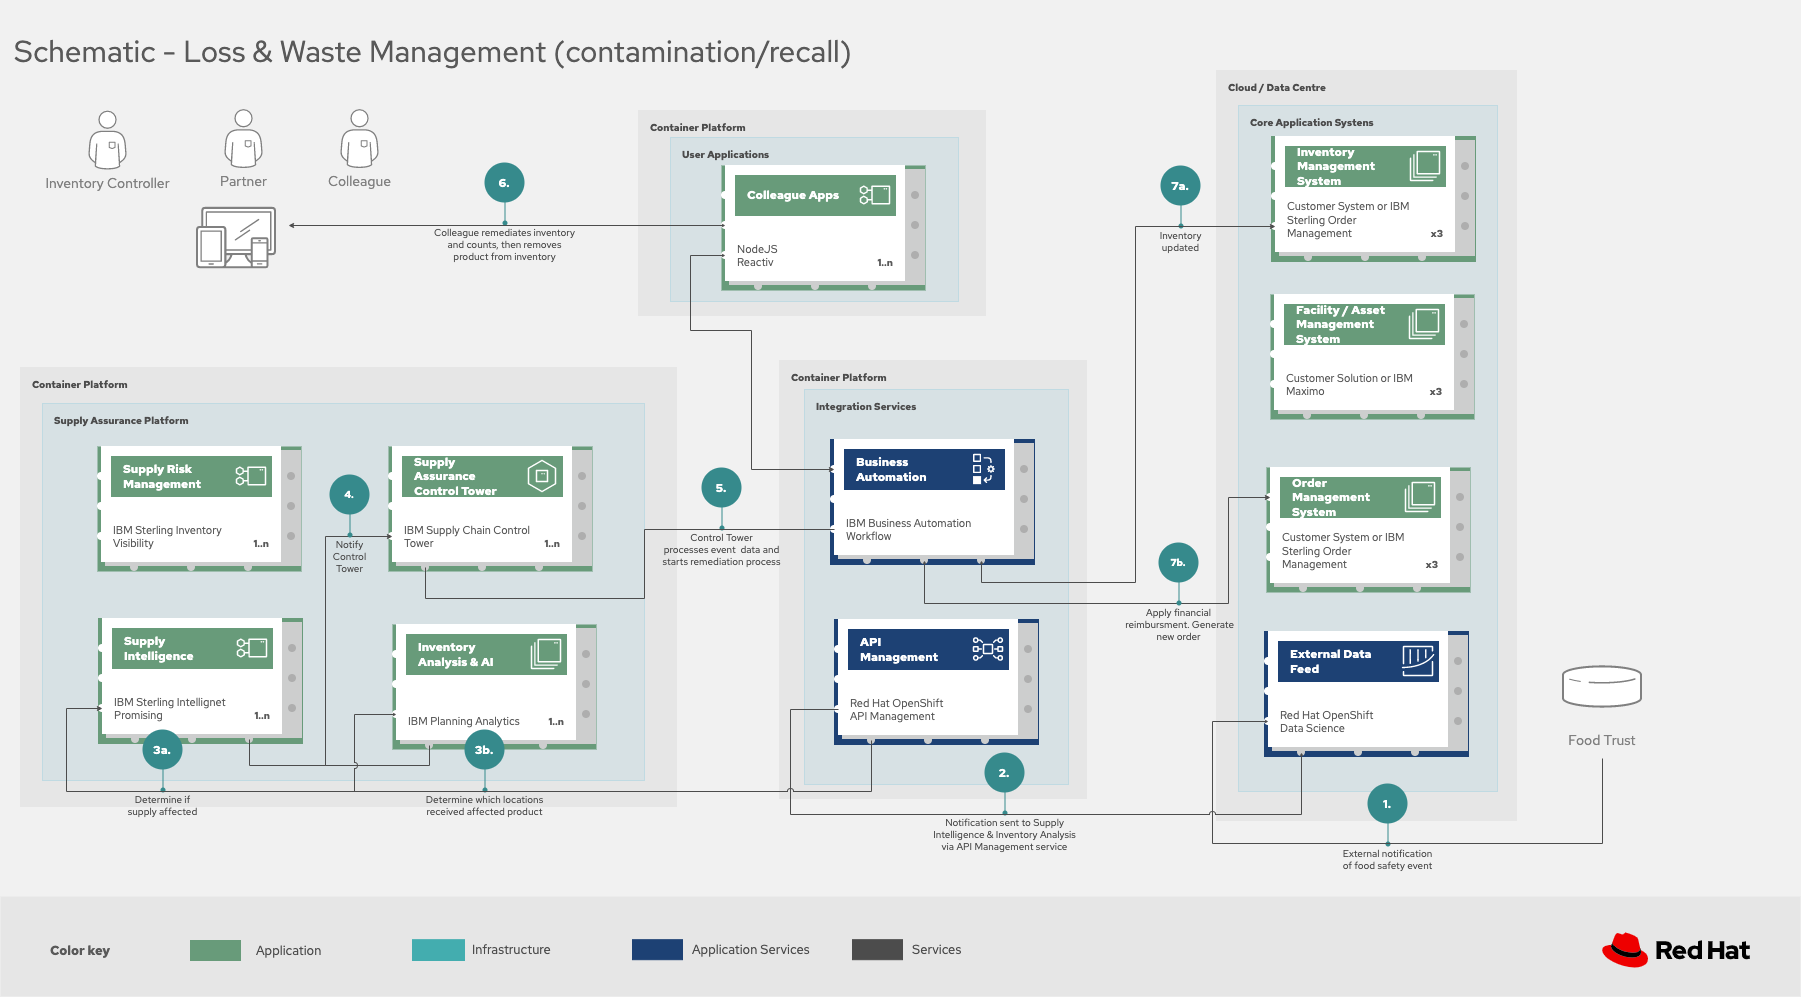 Schematic - Loss & Waste Management (contamination/recall)
Inventory Controller
Partner
Colleague
6.
Colleague remediates inventory
and counts, then removes
product from inventory
Container Platform
User Applications
Colleague Apps
NodeJS
Reactiv
1..n
7a.
Inventory
updated
Cloud / Data Centre
Core Application Systens
Inventory
Management
System
Customer System or IBM
Sterling Order
Management
x3
Facility / Asset
Management
System
Customer Solution or IBM
Maximo
x3
Order
Management
System
Customer System or IBM
Sterling Order
Management
x3
External Data
Feed
Red Hat OpenShift
Data Science
Container Platform
Supply Assurance Platform
Supply Risk
Management
IBM Sterling Inventory
Visibility
1..n
4.
Notify
Control
Tower
Supply
Assurance
Control Tower
IBM Supply Chain Control
Tower
1..n
Supply
Intelligence
IBM Sterling Intellignet
Promising
1..n
Inventory
Analysis & AI
IBM Planning Analytics
1..n
3a.
Determine if
supply affected
3b.
Determine which locations
received affected product
5.
Control Tower
processes event data and
starts remediation process
Container Platform
Integration Services
Business
Automation
IBM Business Automation
Workflow
API
Management
Red Hat OpenShift
API Management
7b.
Apply financial
reimbursment. Generate
new order
2.
Notification sent to Supply
Intelligence & Inventory Analysis
via API Management service
1.
External notification
of food safety event
Food Trust
Color key
Application
Infrastructure
Application Services
Services
Red Hat